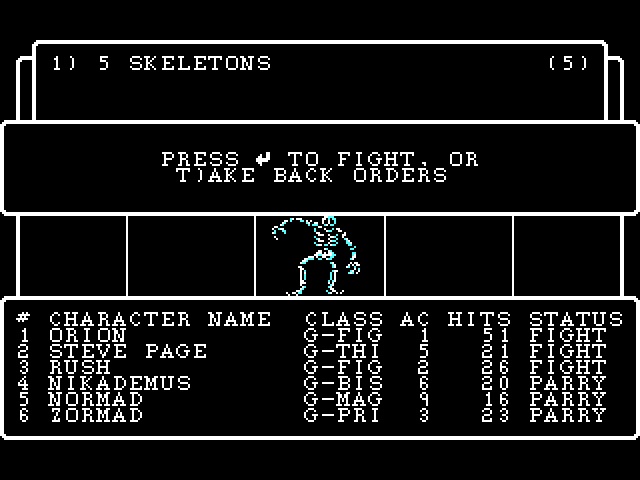 1) 5 SKELETONS (5)
PRESS ↵ TO FIGHT, OR
T)AKE BACK ORDERS
# CHARACTER NAME CLASS AC HITS STATUS
1 ORION G-FIG 1 51 FIGHT
2 STEVE PAGE G-THI 5 21 FIGHT
3 RUSH G-FIG 2 26 FIGHT
4 NIKADEMUS G-BIS 6 20 PARRY
5 NORMAD G-MAG 9 16 PARRY
6 ZORMAD G-PRI 3 23 PARRY